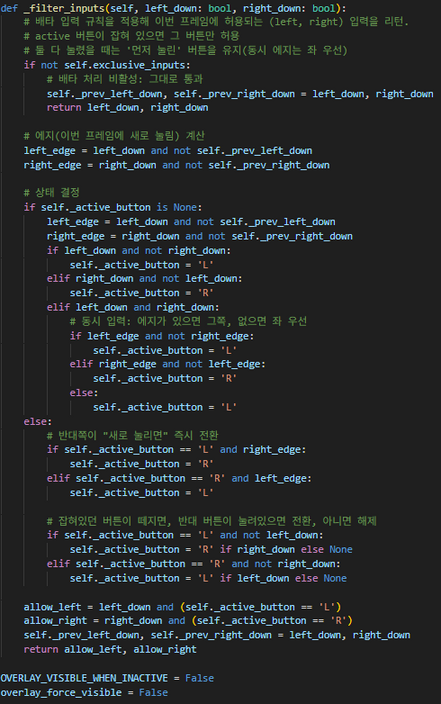 def _filter_inputs(self, left_down: bool, right_down: bool):
    # 배타 입력 규칙을 적용해 이번 프레임에 허용되는 (left, right) 입력을 리턴.
    # active 버튼이 잡혀 있으면 그 버튼만 허용
    # 둘 다 눌렸을 때는 '먼저 눌린' 버튼을 유지(동시 에지는 좌 우선)
    if not self.exclusive_inputs:
        # 배타 처리 비활성: 그대로 통과
        self._prev_left_down, self._prev_right_down = left_down, right_down
        return left_down, right_down

    # 에지(이번 프레임에 새로 눌림) 계산
    left_edge = left_down and not self._prev_left_down
    right_edge = right_down and not self._prev_right_down

    # 상태 결정
    if self._active_button is None:
        left_edge = left_down and not self._prev_left_down
        right_edge = right_down and not self._prev_right_down
        if left_down and not right_down:
            self._active_button = 'L'
        elif right_down and not left_down:
            self._active_button = 'R'
        elif left_down and right_down:
            # 동시 입력: 에지가 있으면 그쪽, 없으면 좌 우선
            if left_edge and not right_edge:
                self._active_button = 'L'
            elif right_edge and not left_edge:
                self._active_button = 'R'
            else:
                self._active_button = 'L'
    else:
        # 반대쪽이 "새로 눌리면" 즉시 전환
        if self._active_button == 'L' and right_edge:
            self._active_button = 'R'
        elif self._active_button == 'R' and left_edge:
            self._active_button = 'L'

        # 잡혀있던 버튼이 떼지면, 반대 버튼이 눌려있으면 전환, 아니면 해제
        if self._active_button == 'L' and not left_down:
            self._active_button = 'R' if right_down else None
        elif self._active_button == 'R' and not right_down:
            self._active_button = 'L' if left_down else None

    allow_left = left_down and (self._active_button == 'L')
    allow_right = right_down and (self._active_button == 'R')
    self._prev_left_down, self._prev_right_down = left_down, right_down
    return allow_left, allow_right

OVERLAY_VISIBLE_WHEN_INACTIVE = False
overlay_force_visible = False